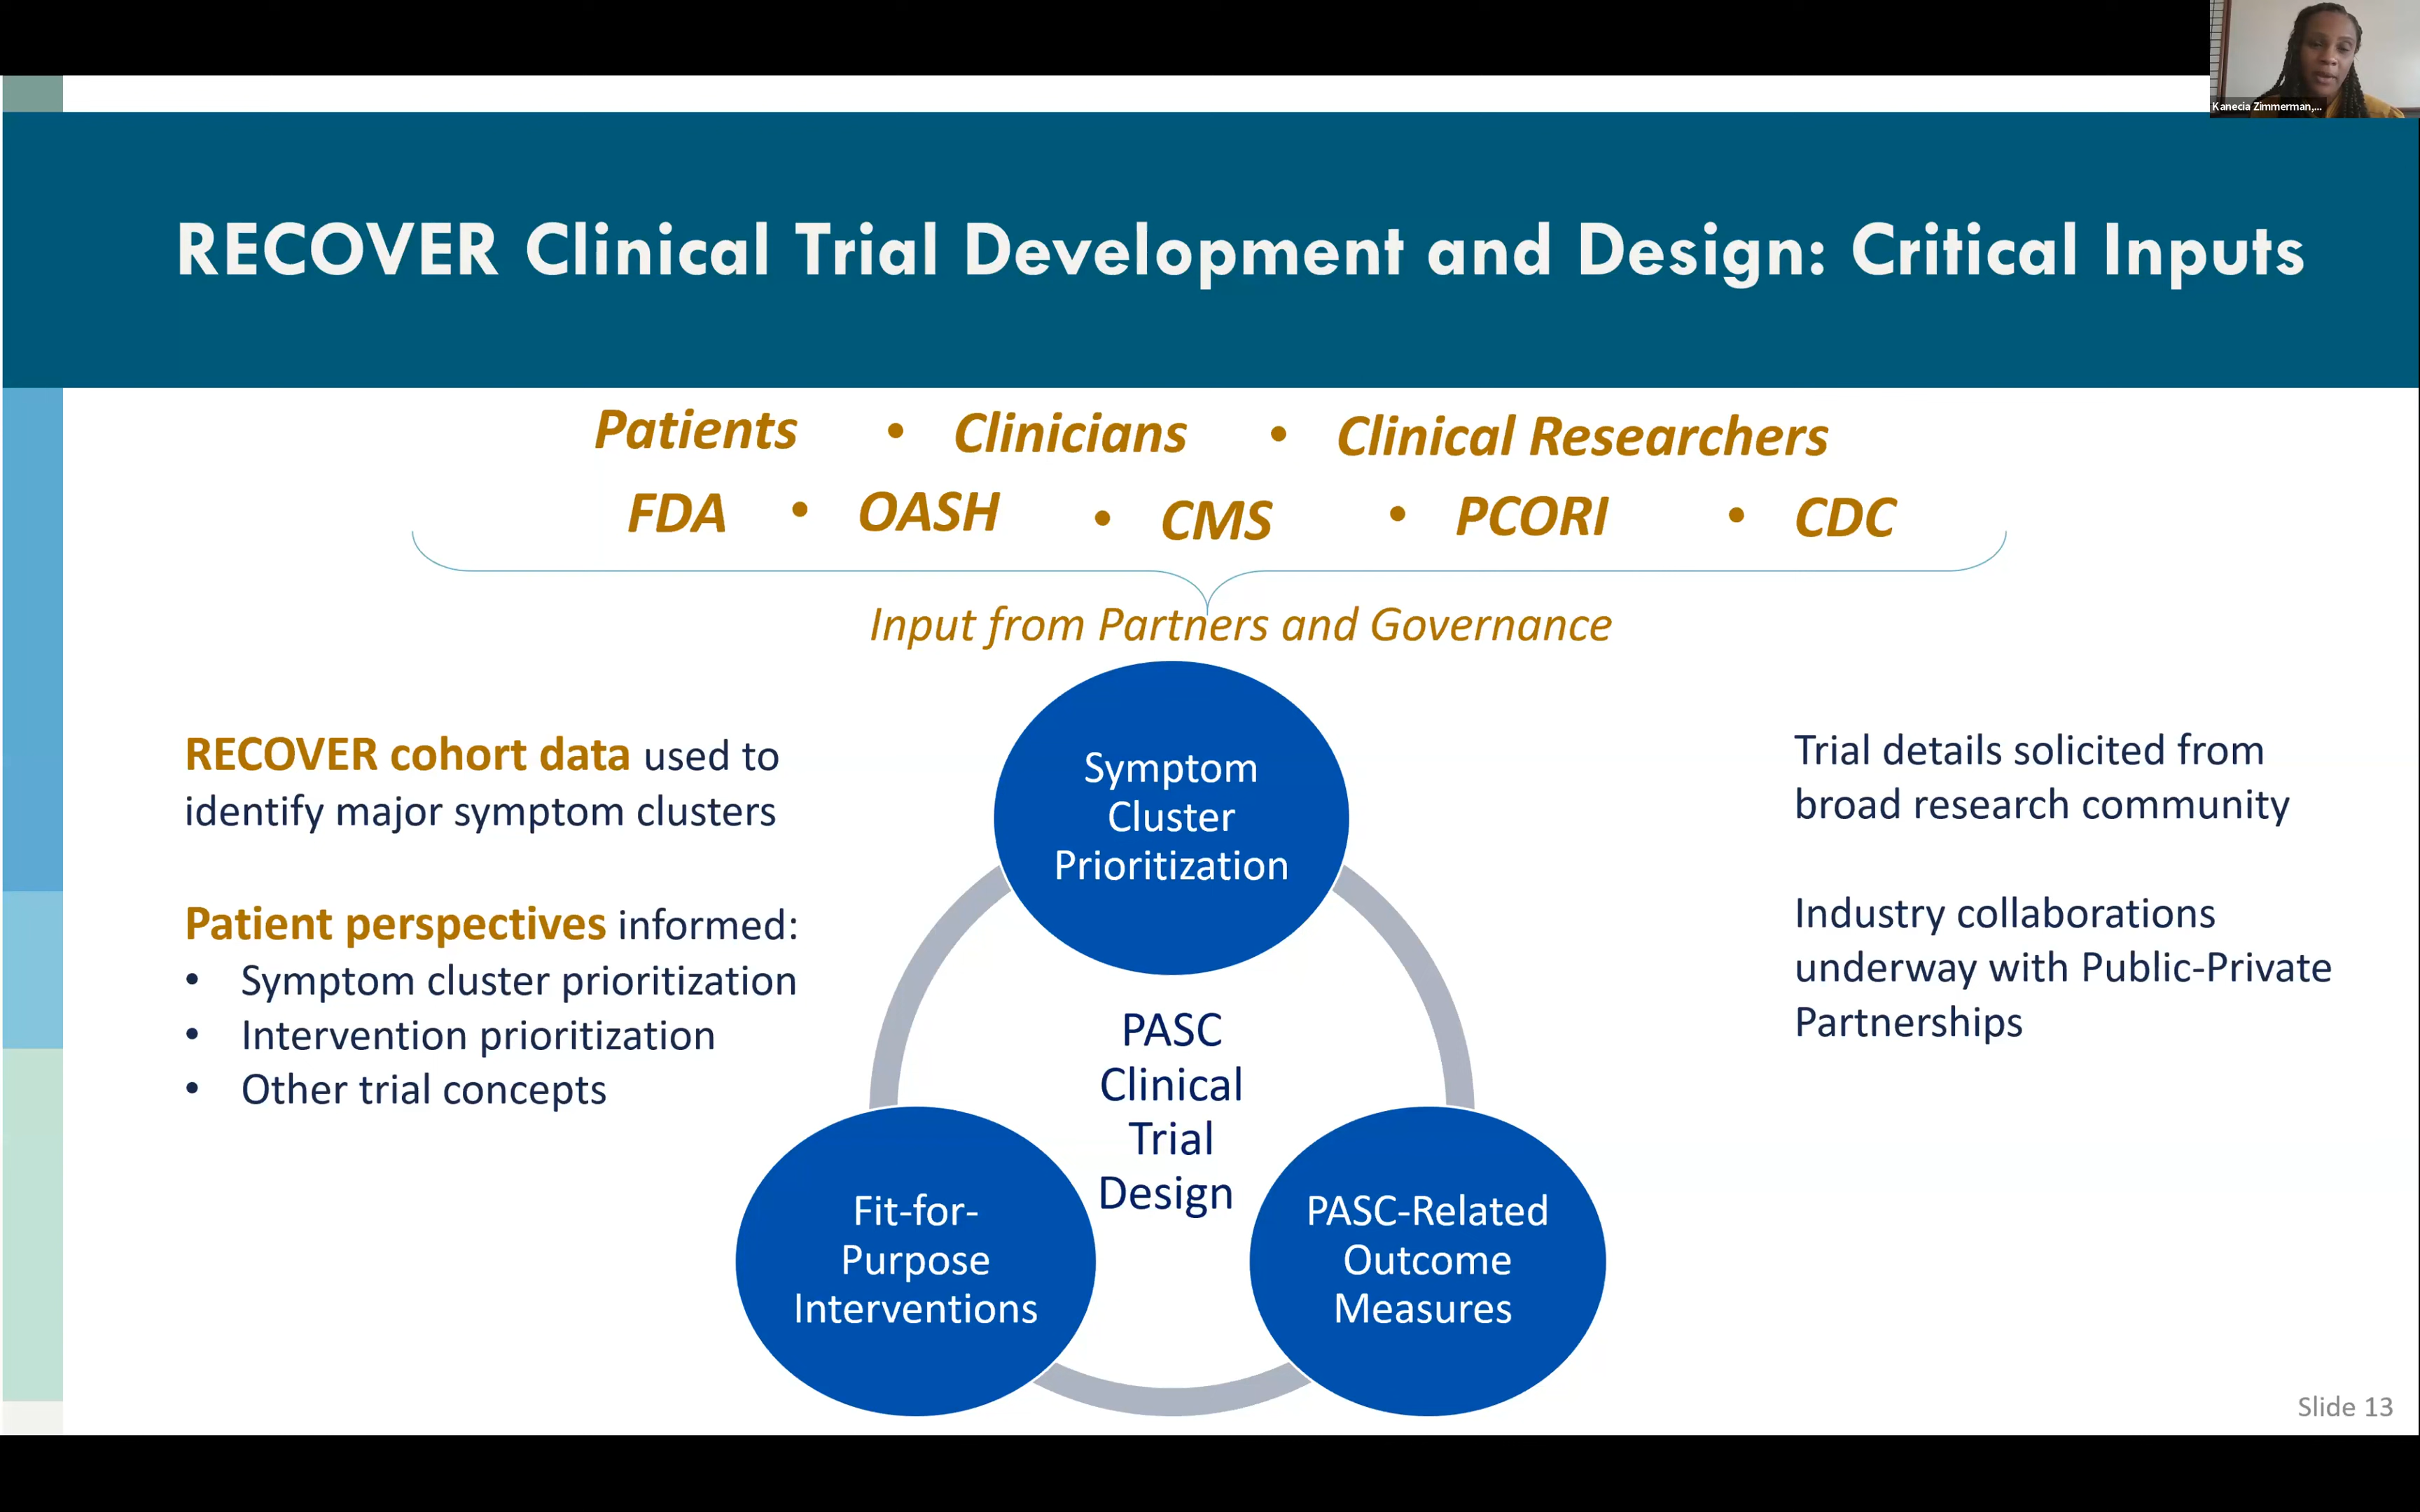 Kanecia Zimmerman,...
RECOVER Clinical Trial Development and Design: Critical Inputs
Patients • Clinicians • Clinical Researchers
FDA • OASH • CMS • PCORI • CDC
Input from Partners and Governance
RECOVER cohort data used to
identify major symptom clusters
Patient perspectives informed:
• Symptom cluster prioritization
• Intervention prioritization
• Other trial concepts
Symptom
Cluster
Prioritization
PASC
Clinical
Trial
Design
Fit-for-
Purpose
Interventions
PASC-Related
Outcome
Measures
Trial details solicited from
broad research community
Industry collaborations
underway with Public-Private
Partnerships
Slide 13